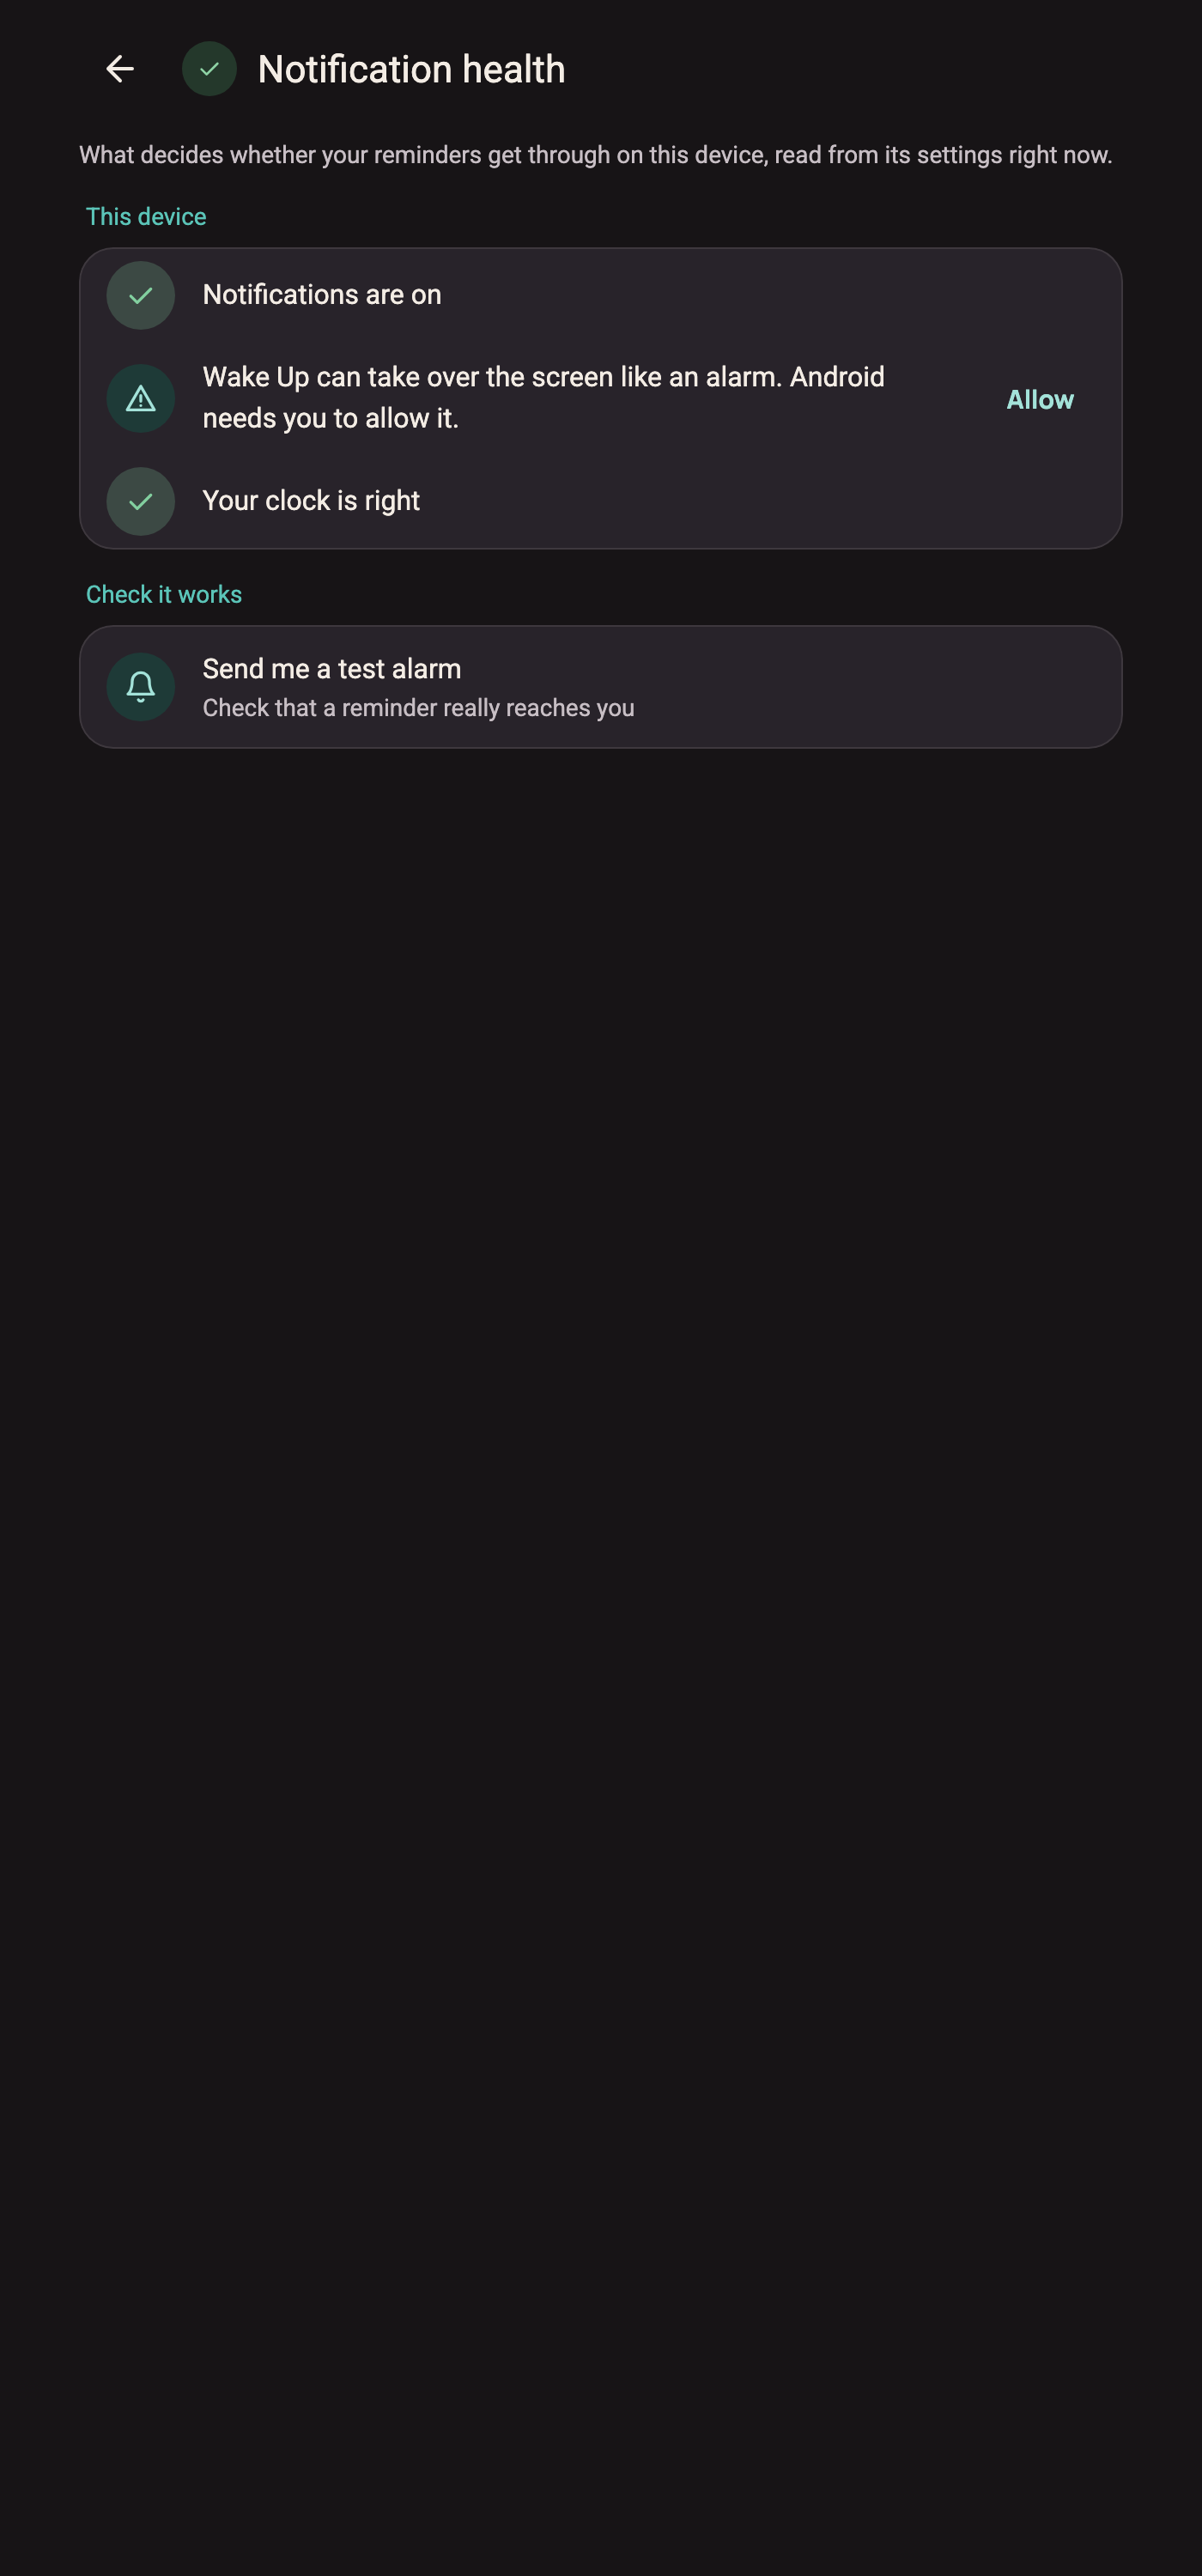 Notification health
What decides whether your reminders get through on this device, read from its settings right now.
This device
Notifications are on
Wake Up can take over the screen like an alarm. Android
needs you to allow it.
Allow
Your clock is right
Check it works
Send me a test alarm
Check that a reminder really reaches you